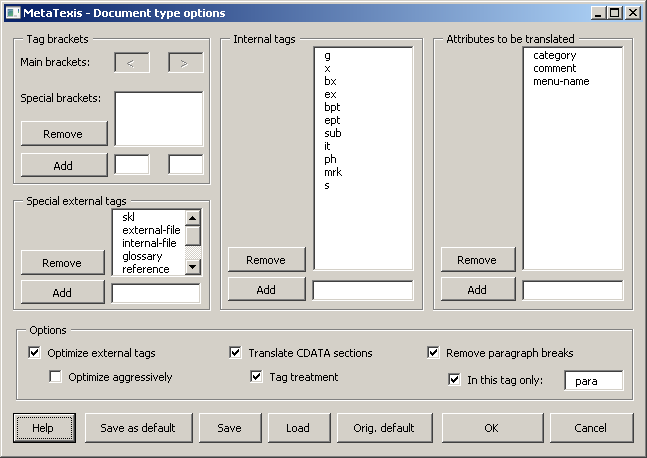 MetaTexis - Document type options
Tag brackets
Main brackets:
<
>
Special brackets:
Remove
Add
Special external tags
skl
external-file
internal-file
glossary
reference
Remove
Add
Internal tags
g
x
bx
ex
bpt
ept
sub
it
ph
mrk
s
Remove
Add
Attributes to be translated
category
comment
menu-name
Remove
Add
Options
Optimize external tags
Translate CDATA sections
Remove paragraph breaks
Optimize aggressively
Tag treatment
In this tag only:
para
Help
Save as default
Save
Load
Orig. default
OK
Cancel